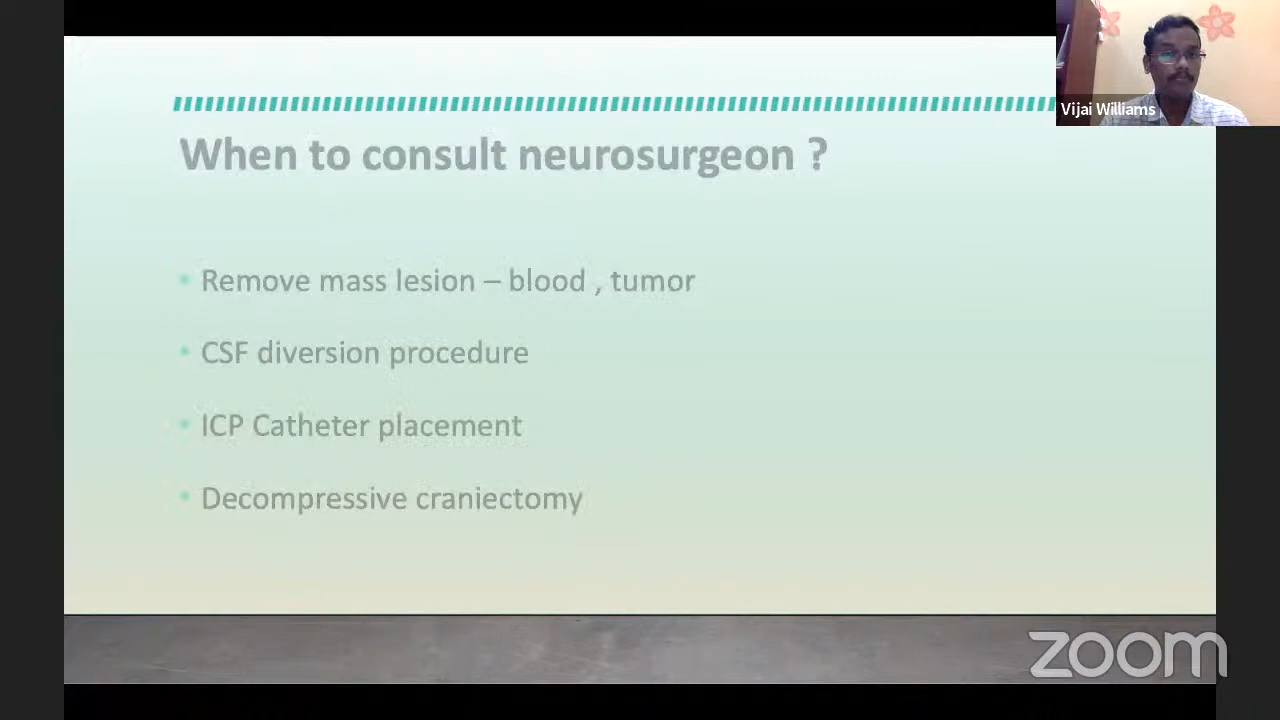 Vijai Williams
When to consult neurosurgeon ?
• Remove mass lesion – blood , tumor
• CSF diversion procedure
• ICP Catheter placement
• Decompressive craniectomy
zoom